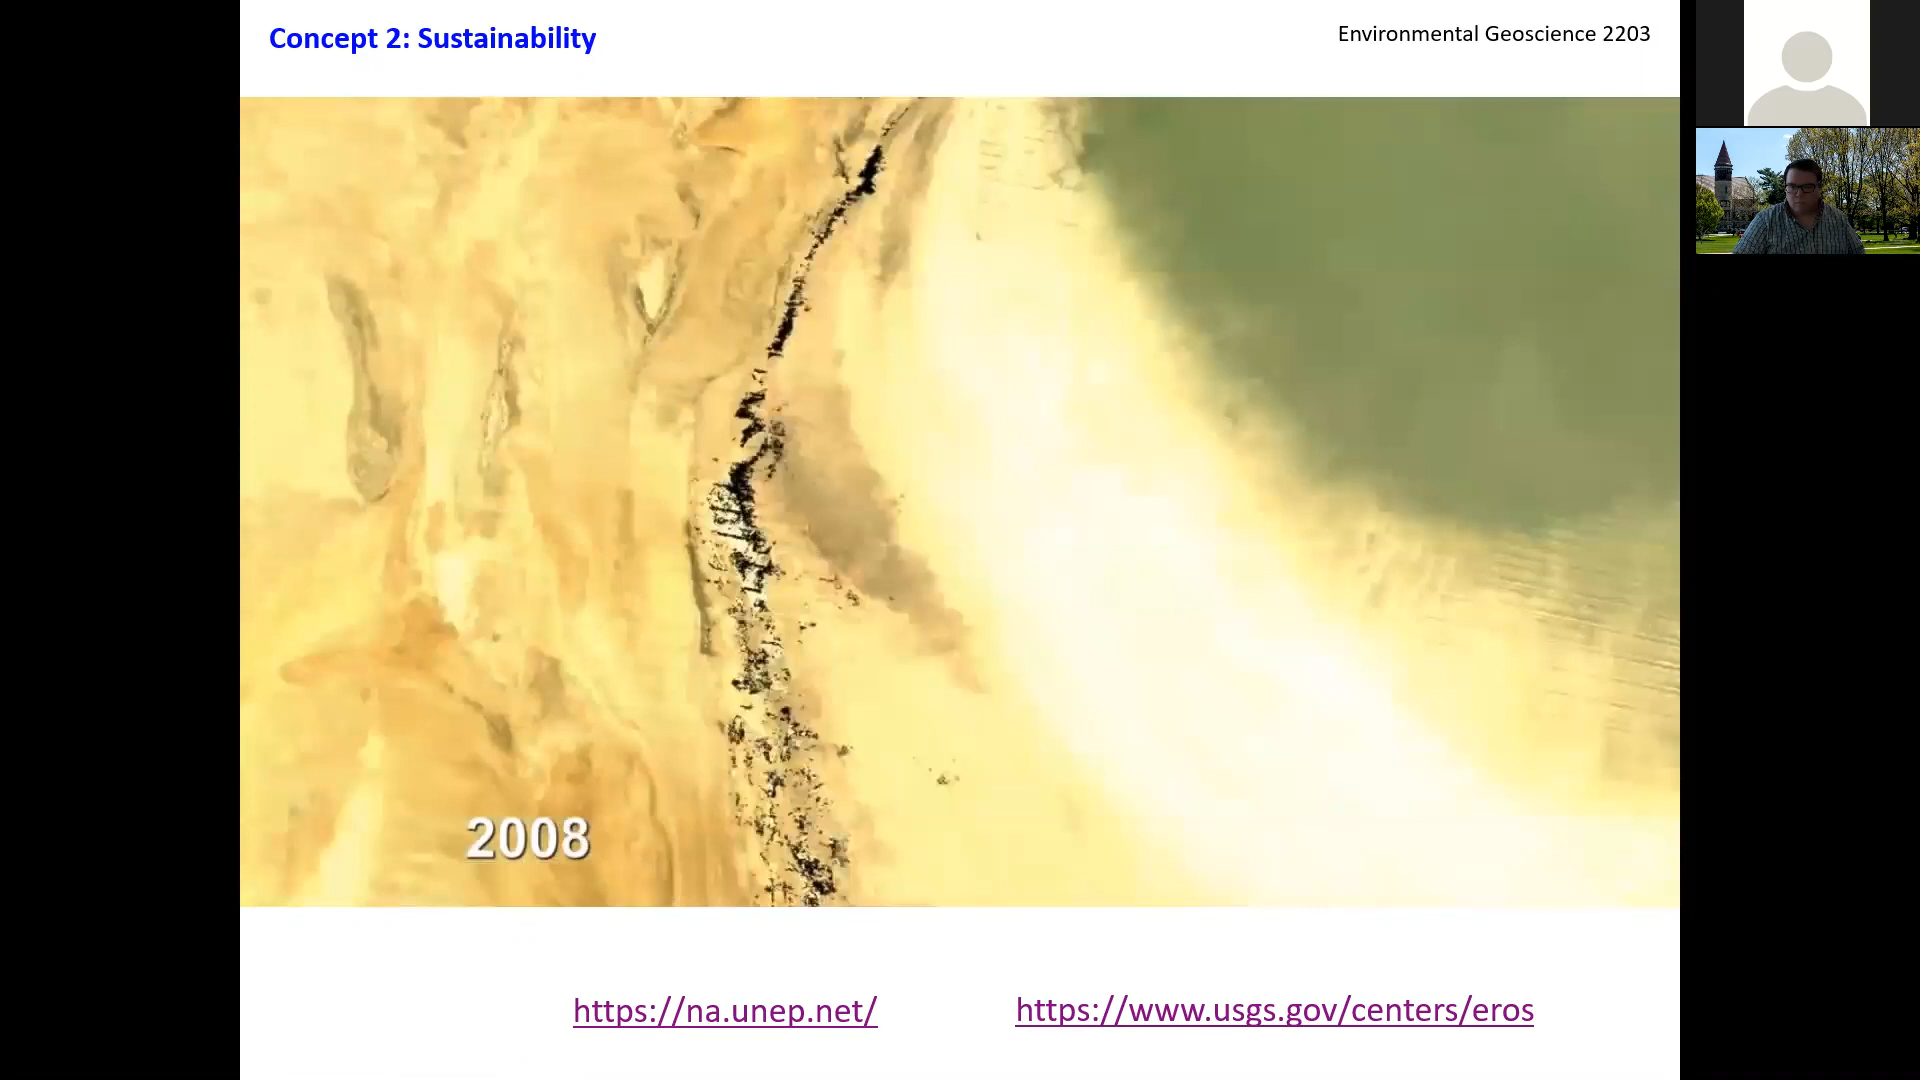 Concept 2: Sustainability
Environmental Geoscience 2203
2008
https://na.unep.net/
https://www.usgs.gov/centers/eros